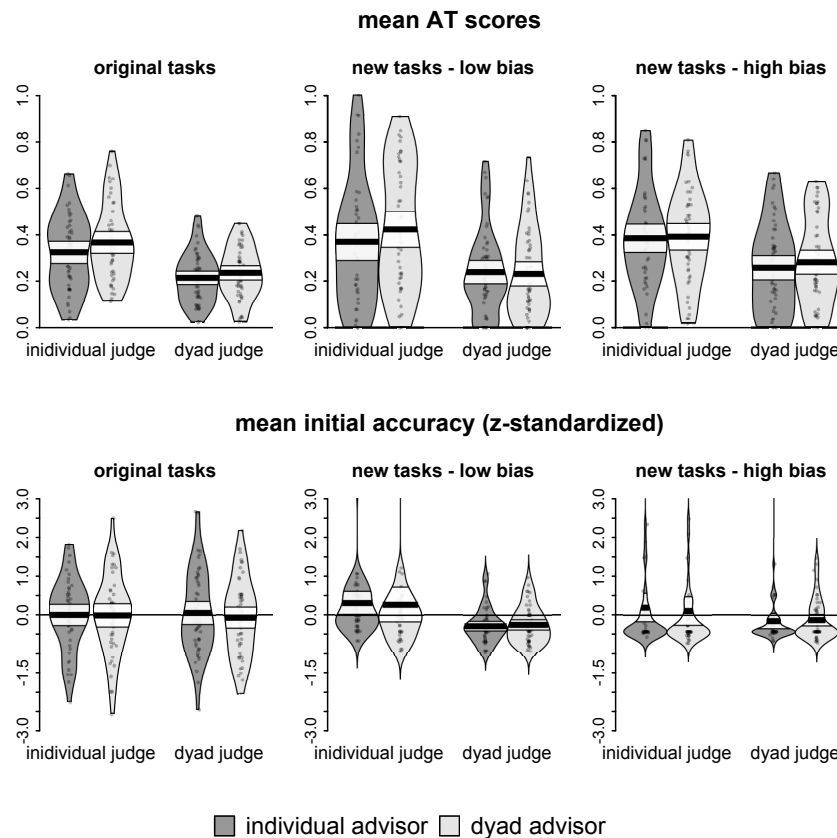 mean AT scores
original tasks
new tasks - low bias
new tasks - high bias
1.0
0.8
0.6
0.4
0.2
0.0
1.0
0.8
0.6
0.4
0.2
0.0
1.0
0.8
0.6
0.4
0.2
0.0
inidividual judge dyad judge
inidividual judge dyad judge
inidividual judge dyad judge
mean initial accuracy (z-standardized)
original tasks
new tasks - low bias
new tasks - high bias
3.0
1.0
0.0
-1.5
-3.0
3.0
1.0
0.0
-1.5
-3.0
3.0
1.0
0.0
-1.5
-3.0
inidividual judge dyad judge
inidividual judge dyad judge
inidividual judge dyad judge
individual advisor dyad advisor